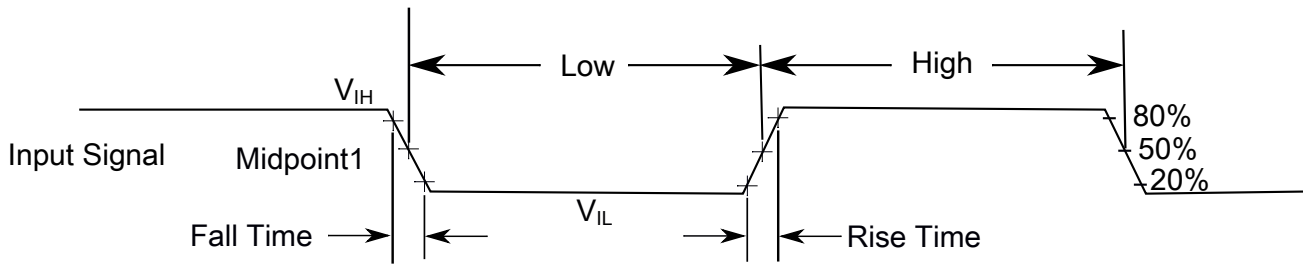 Low
High
VIH
80%
Input Signal
Midpoint1
50%
20%
VIL
Fall Time
Rise Time